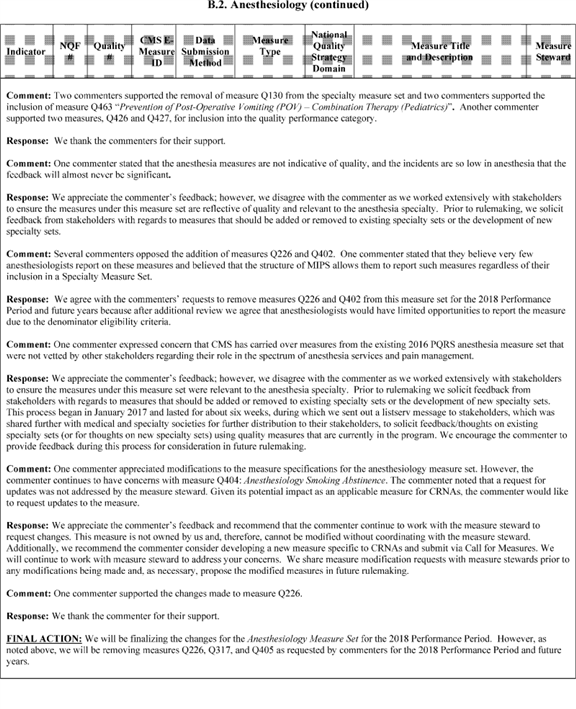 B.2. Anesthesiology (continued)
Indicator
NQF
#
Quality
#
CMS E-
Measure
ID
Data
Submission
Method
Measure
Type
National
Quality
Strategy
Domain
Measure Title
and Description
Measure
Steward
Comment: Two commenters supported the removal of measure Q130 from the specialty measure set and two commenters supported the
inclusion of measure Q463 “Prevention of Post-Operative Vomiting (POV) – Combination Therapy (Pediatrics)”. Another commenter
supported two measures, Q426 and Q427, for inclusion into the quality performance category.
Response: We thank the commenters for their support.
Comment: One commenter stated that the anesthesia measures are not indicative of quality, and the incidents are so low in anesthesia that the
feedback will almost never be significant.
Response: We appreciate the commenter's feedback; however, we disagree with the commenter as we worked extensively with stakeholders
to ensure the measures under this measure set are reflective of quality and relevant to the anesthesia specialty. Prior to rulemaking, we solicit
feedback from stakeholders with regards to measures that should be added or removed to existing specialty sets or the development of new
specialty sets.
Comment: Several commenters opposed the addition of measures Q226 and Q402. One commenter stated that they believe very few
anesthesiologists report on these measures and believed that the structure of MIPS allows them to report such measures regardless of their
inclusion in a Specialty Measure Set.
Response: We agree with the commenters' requests to remove measures Q226 and Q402 from this measure set for the 2018 Performance
Period and future years because after additional review we agree that anesthesiologists would have limited opportunities to report the measure
due to the denominator eligibility criteria.
Comment: One commenter expressed concern that CMS has carried over measures from the existing 2016 PQRS anesthesia measure set that
were not vetted by other stakeholders regarding their role in the spectrum of anesthesia services and pain management.
Response: We appreciate the commenter's feedback; however, we disagree with the commenter as we worked extensively with stakeholders
to ensure the measures under this measure set were relevant to the anesthesia specialty. Prior to rulemaking we solicit feedback from
stakeholders with regards to measures that should be added or removed to existing specialty sets or the development of new specialty sets.
This process began in January 2017 and lasted for about six weeks, during which we sent out a listserv message to stakeholders, which was
shared further with medical and specialty societies for further distribution to their stakeholders, to solicit feedback/thoughts on existing
specialty sets (or for thoughts on new specialty sets) using quality measures that are currently in the program. We encourage the commenter to
provide feedback during this process for consideration in future rulemaking.
Comment: One commenter appreciated modifications to the measure specifications for the anesthesiology measure set. However, the
commenter continues to have concerns with measure Q404: Anesthesiology Smoking Abstinence. The commenter noted that a request for
updates was not addressed by the measure steward. Given its potential impact as an applicable measure for CRNAs, the commenter would like
to request updates to the measure.
Response: We appreciate the commenter's feedback and recommend that the commenter continue to work with the measure steward to
request changes. This measure is not owned by us and, therefore, cannot be modified without coordinating with the measure steward.
Additionally, we recommend the commenter consider developing a new measure specific to CRNAs and submit via Call for Measures. We
will continue to work with measure steward to address your concerns. We share measure modification requests with measure stewards prior to
any modifications being made and, as necessary, propose the modified measures in future rulemaking.
Comment: One commenter supported the changes made to measure Q226.
Response: We thank the commenter for their support.
FINAL ACTION: We will be finalizing the changes for the Anesthesiology Measure Set for the 2018 Performance Period. However, as
noted above, we will be removing measures Q226, Q317, and Q405 as requested by commenters for the 2018 Performance Period and future
years.